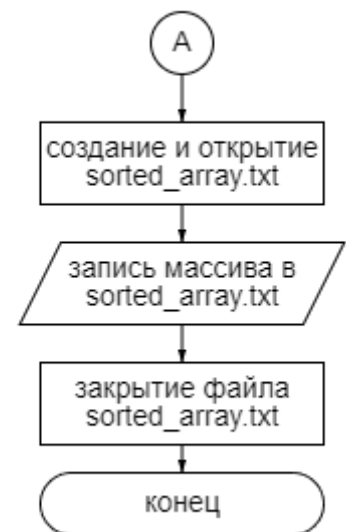 А
создание и открытие
sorted_array.txt
запись массива в
sorted_array.txt
закрытие файла
sorted_array.txt
конец